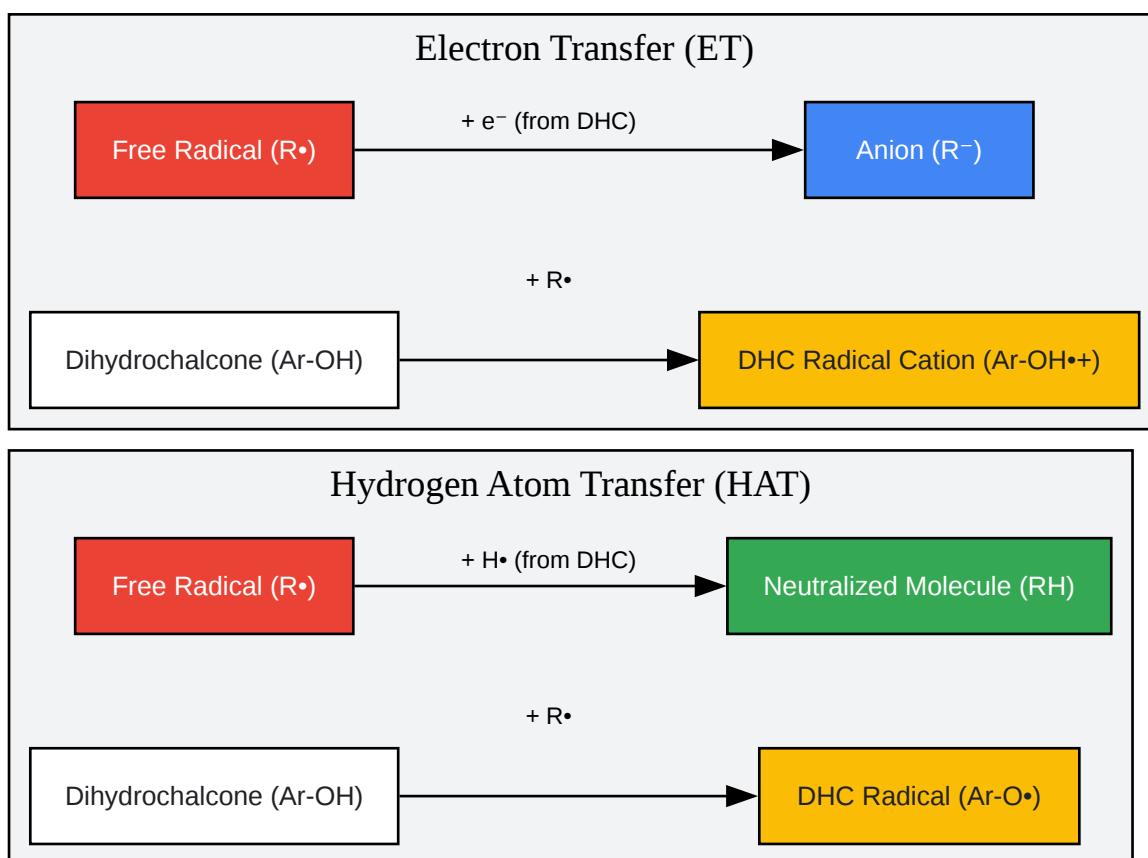 Electron Transfer (ET)
Free Radical (R•)
+ e⁻ (from DHC)
Anion (R⁻)
+ R•
Dihydrochalcone (Ar-OH)
DHC Radical Cation (Ar-OH•+)
Hydrogen Atom Transfer (HAT)
Free Radical (R•)
+ H• (from DHC)
Neutralized Molecule (RH)
+ R•
Dihydrochalcone (Ar-OH)
DHC Radical (Ar-O•)